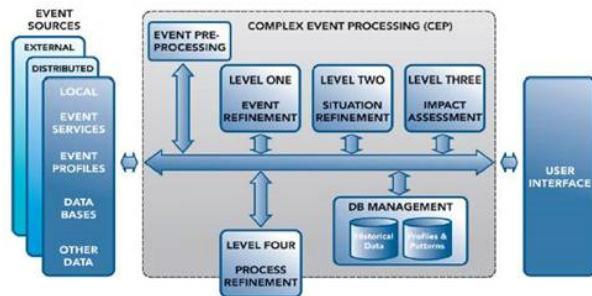 EVENT
SOURCES
EXTERNAL
DISTRIBUTED
LOCAL
EVENT
SERVICES
EVENT
PROFILES
DATA
BASES
OTHER
DATA
COMPLEX EVENT PROCESSING (CEP)
EVENT PRE-
PROCESSING
LEVEL ONE
EVENT
REFINEMENT
LEVEL TWO
SITUATION
REFINEMENT
LEVEL THREE
IMPACT
ASSESSMENT
LEVEL FOUR
PROCESS
REFINEMENT
DB MANAGEMENT
Historical
Data
Profiles &
Patterns
USER
INTERFACE